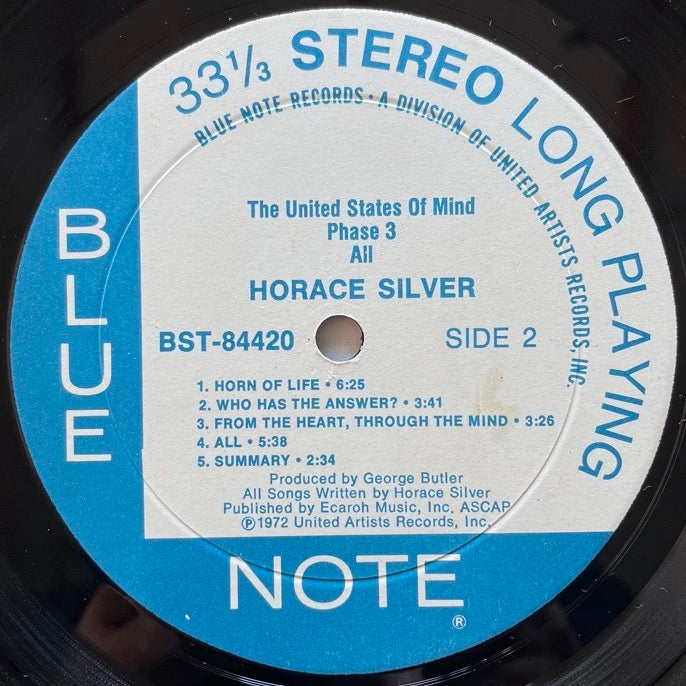 33⅓ STEREO LONG PLAYING
BLUE NOTE RECORDS • A DIVISION OF UNITED ARTISTS RECORDS, INC.
BLUE
The United States Of Mind
Phase 3
All
HORACE SILVER
BST-84420
SIDE 2
1. HORN OF LIFE • 6:25
2. WHO HAS THE ANSWER? • 3:41
3. FROM THE HEART, THROUGH THE MIND • 3:26
4. ALL • 5:38
5. SUMMARY • 2:34
Produced by George Butler
All Songs Written by Horace Silver
Published by Ecaroh Music, Inc. ASCAP
℗1972 United Artists Records, Inc.
NOTE®